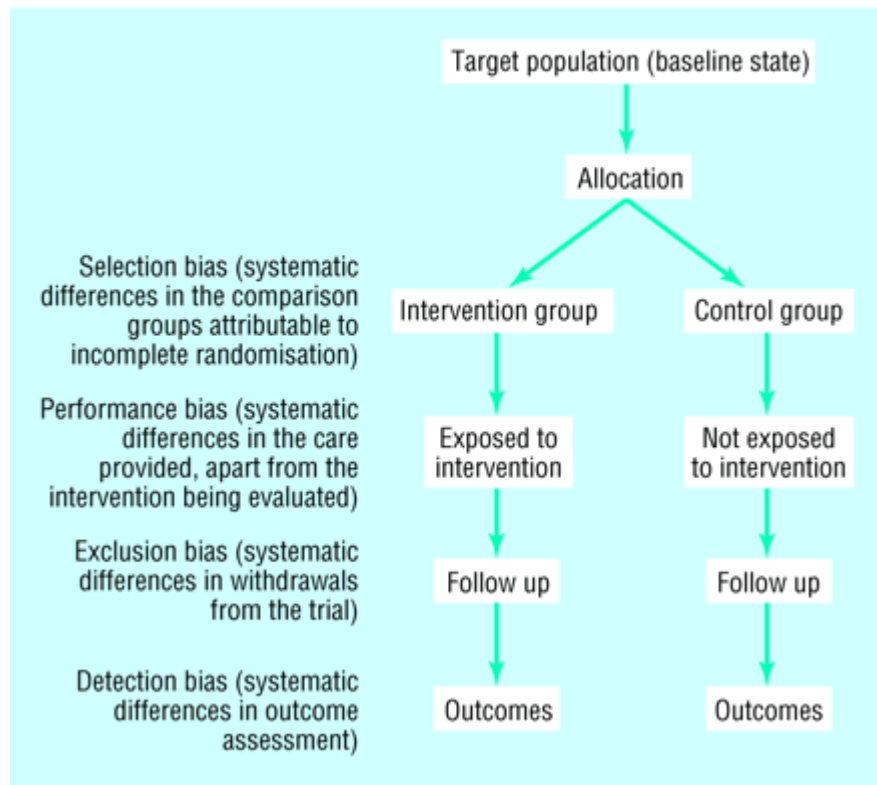 Target population (baseline state)
Allocation
Selection bias (systematic
differences in the comparison
groups attributable to
incomplete randomisation)
Intervention group
Control group
Performance bias (systematic
differences in the care
provided, apart from the
intervention being evaluated)
Exposed to
intervention
Not exposed
to intervention
Exclusion bias (systematic
differences in withdrawals
from the trial)
Follow up
Follow up
Detection bias (systematic
differences in outcome
assessment)
Outcomes
Outcomes